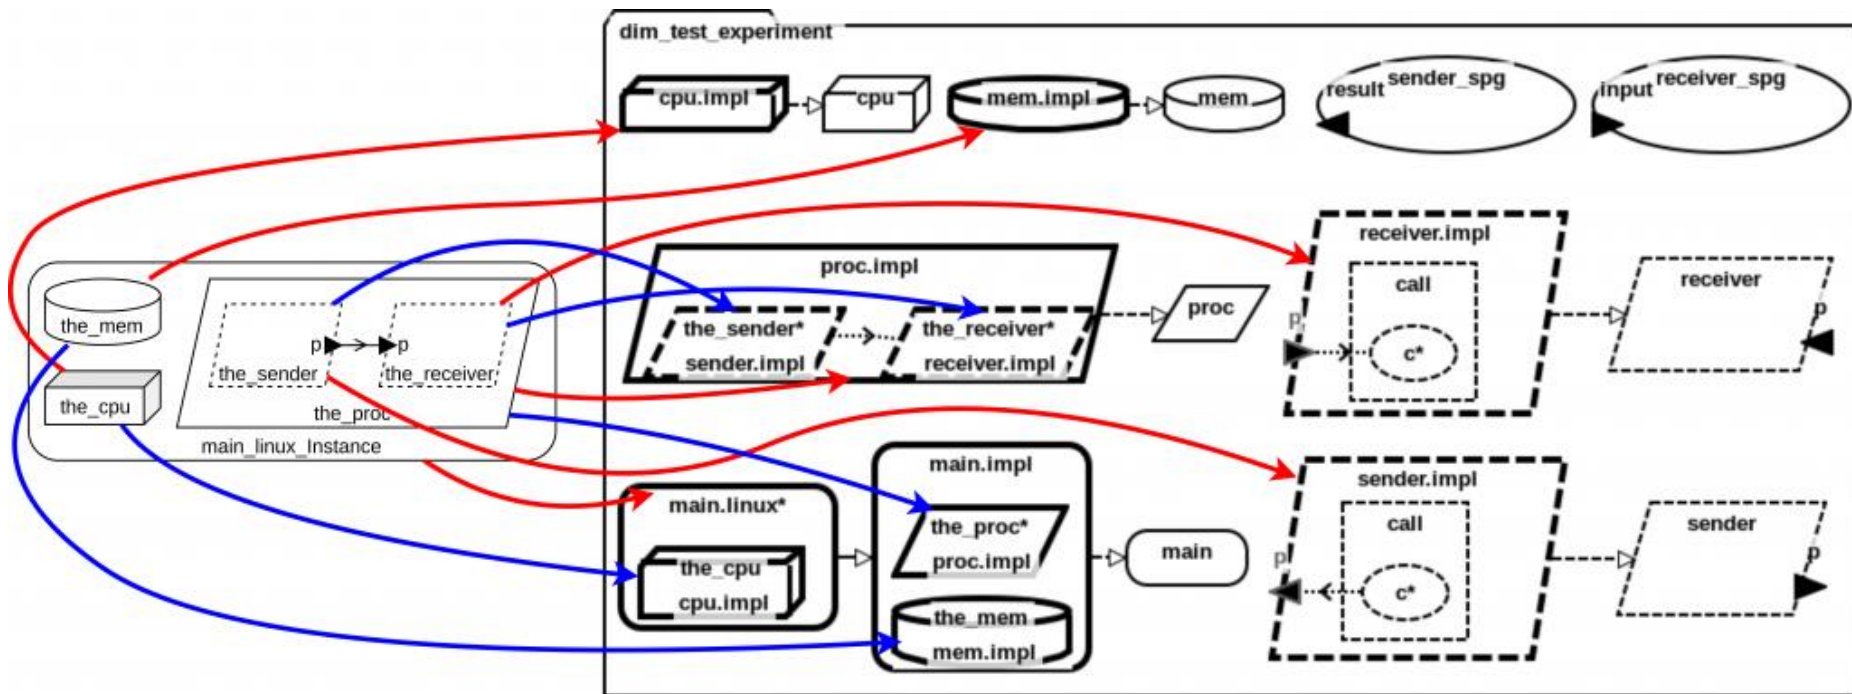 dim_test_experiment
cpu.impl
cpu
mem.impl
mem
result
sender_spg
input
receiver_spg
the_mem
the_cpu
p
p
the_sender
the_receiver
the_proc
main_linux_Instance
proc.impl
the_sender*
sender.impl
the_receiver*
receiver.impl
proc
receiver.impl
call
p
c*
receiver
p
main.linux*
the_cpu
cpu.impl
main.impl
the_proc*
proc.impl
the_mem
mem.impl
main
sender.impl
call
p
c*
sender
p